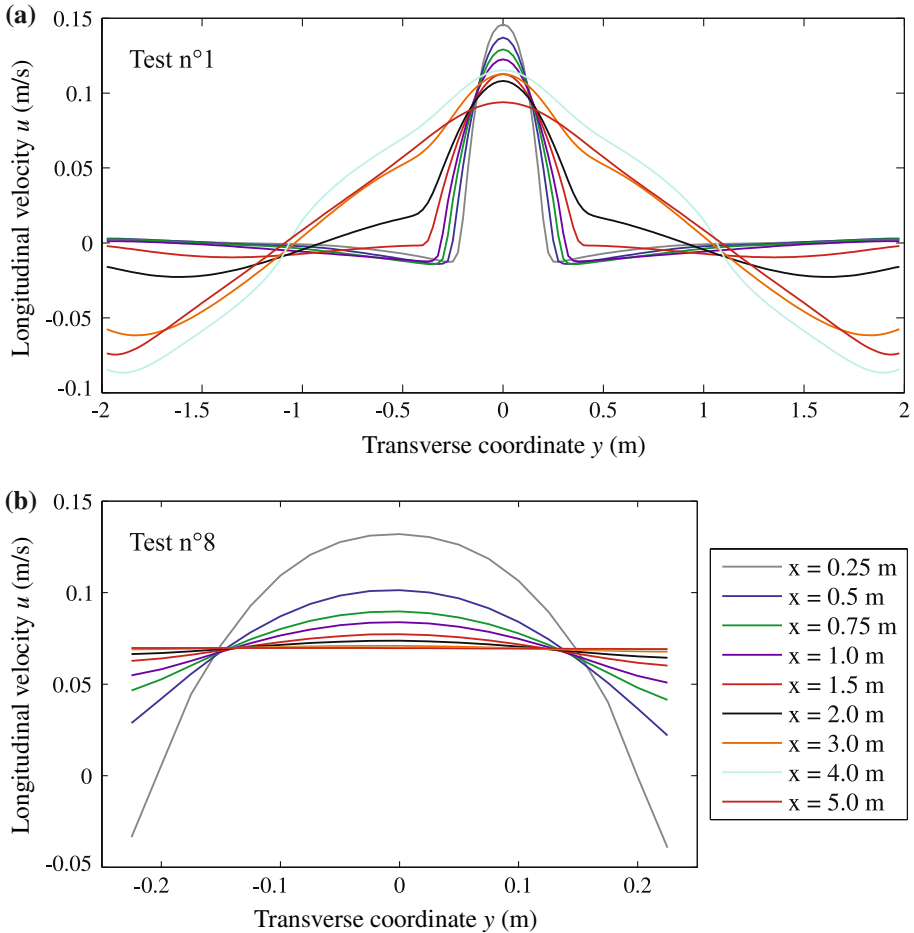 (a)
0.15
0.1
0.05
0
-0.05
-0.1
Longitudinal velocity u (m/s)
Test n°1
-2
-1.5
-1
-0.5
0
0.5
1
1.5
2
Transverse coordinate y (m)
(b)
0.15
0.1
0.05
0
-0.05
Longitudinal velocity u (m/s)
Test n°8
-0.2
-0.1
0
0.1
0.2
Transverse coordinate y (m)
x = 0.25 m
x = 0.5 m
x = 0.75 m
x = 1.0 m
x = 1.5 m
x = 2.0 m
x = 3.0 m
x = 4.0 m
x = 5.0 m